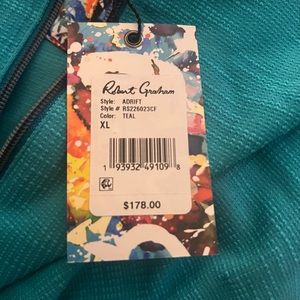 Robert Graham
Style: ADRIFT
Style # RS226023CF
Color: TEAL
XL
1 93932 49109 8
$178.00